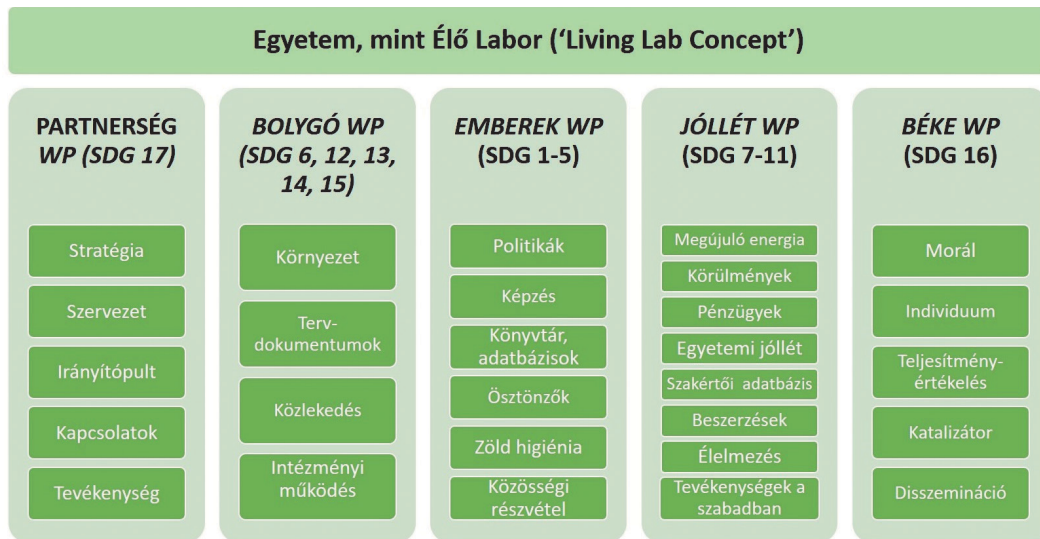 Egyetem, mint Élő Labor (‘Living Lab Concept’)
PARTNERSÉG
WP (SDG 17)
Stratégia
Szervezet
Irányítópult
Kapcsolatok
Tevékenység
BOLYGÓ WP
(SDG 6, 12, 13,
14, 15)
Környezet
Terv-
dokumentumok
Közlekedés
Intézményi
működés
EMBEREK WP
(SDG 1-5)
Politikák
Képzés
Könyvtár,
adatbázisok
Ösztönzők
Zöld higiénia
Közösségi
részvétel
JÓLLÉT WP
(SDG 7-11)
Megújuló energia
Körülmények
Pénzügyek
Egyetemi jóllét
Szakértői adatbázis
Beszerzések
Élelmezés
Tevékenységek a
szabadban
BÉKE WP
(SDG 16)
Morál
Individuum
Teljesítmény-
értékelés
Katalizátor
Disszemináció